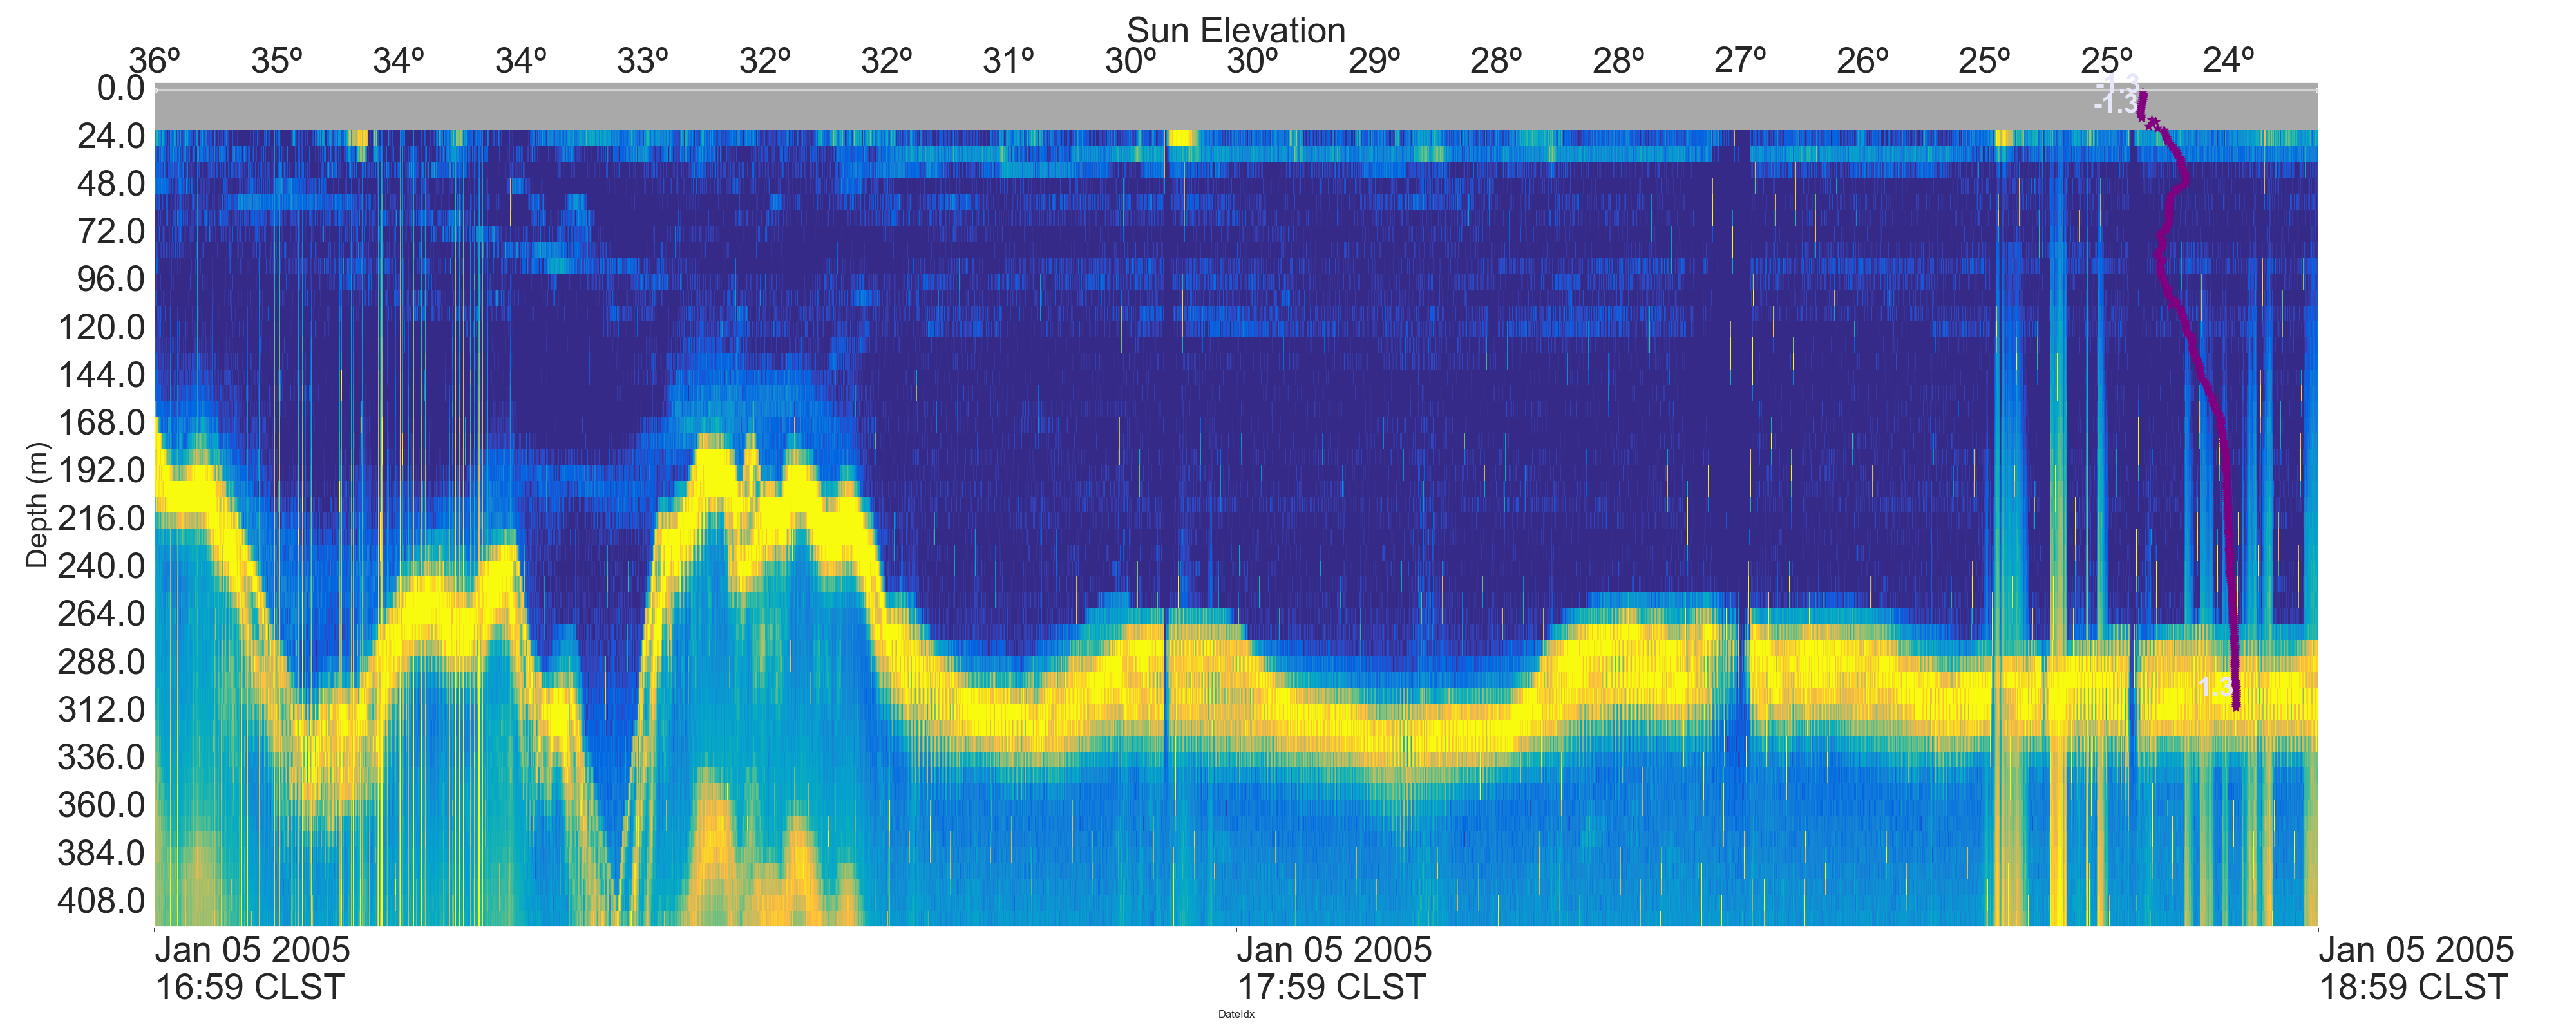 Sun Elevation
36º 35º 34º 34º 33º 32º 32º 31º 30º 30º 29º 28º 28º 27º 26º 25º 25º 24º
0.0
-1.3
-1.3
24.0
48.0
72.0
96.0
120.0
144.0
168.0
192.0
216.0
240.0
264.0
288.0
312.0
336.0
360.0
384.0
408.0
Depth (m)
1.3
Jan 05 2005
16:59 CLST
Jan 05 2005
17:59 CLST
Jan 05 2005
18:59 CLST
DateIdx